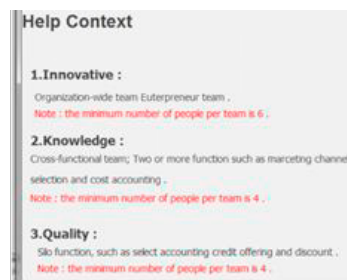 Help Context
1.Innovative :
Organization-wide team Euterpreneur team .
Note : the minimum number of people per team is 6 .
2.Knowledge :
Cross-functional team; Two or more function such as marceting channe
selection and cost accounting .
Note : the minimum number of people per team is 4 .
3.Quality :
Silo function, such as select accounting credit offering and discount .
Note : the minimum number of people per team is 4 .